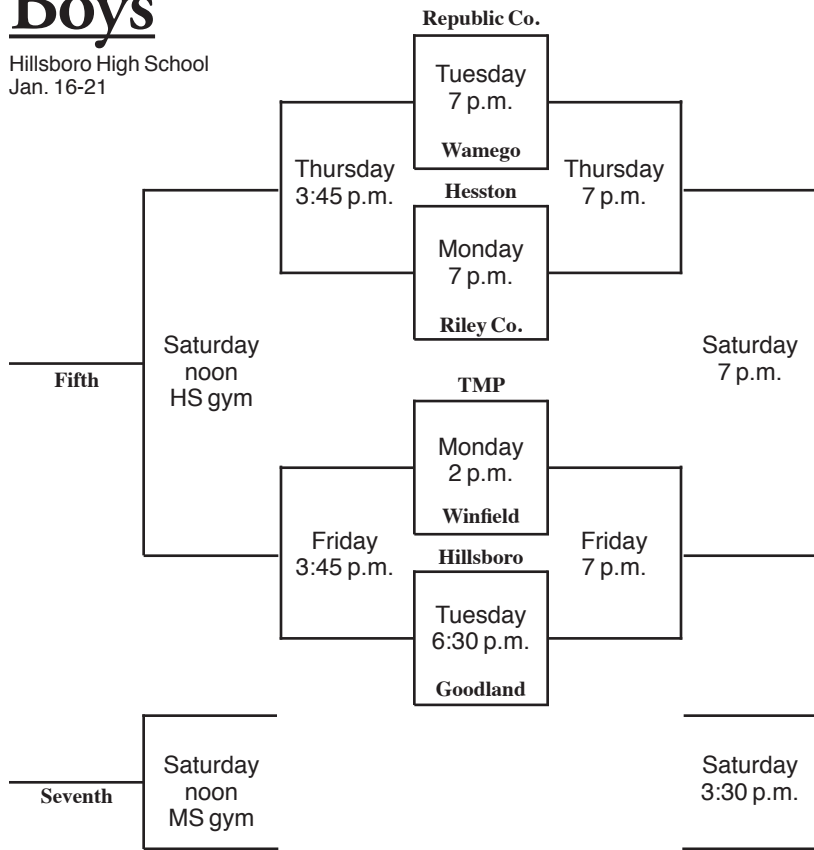 Boys
Hillsboro High School
Jan. 16-21
Republic Co.
Tuesday
7 p.m.
Wamego
Thursday
3:45 p.m.
Thursday
7 p.m.
Hesston
Monday
7 p.m.
Riley Co.
Saturday
noon
HS gym
Fifth
Saturday
7 p.m.
TMP
Monday
2 p.m.
Winfield
Friday
3:45 p.m.
Friday
7 p.m.
Hillsboro
Tuesday
6:30 p.m.
Goodland
Saturday
noon
MS gym
Seventh
Saturday
3:30 p.m.